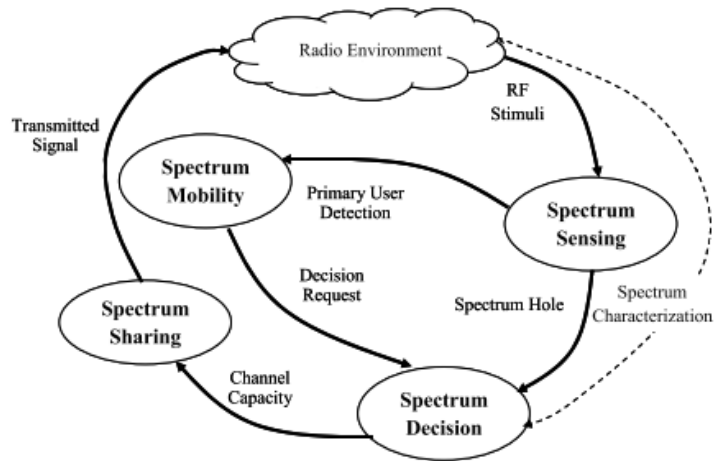 Radio Environment
RF
Stimuli
Transmitted
Signal
Spectrum
Mobility
Primary User
Detection
Spectrum
Sensing
Decision
Request
Spectrum Hole
Spectrum
Characterization
Spectrum
Sharing
Channel
Capacity
Spectrum
Decision